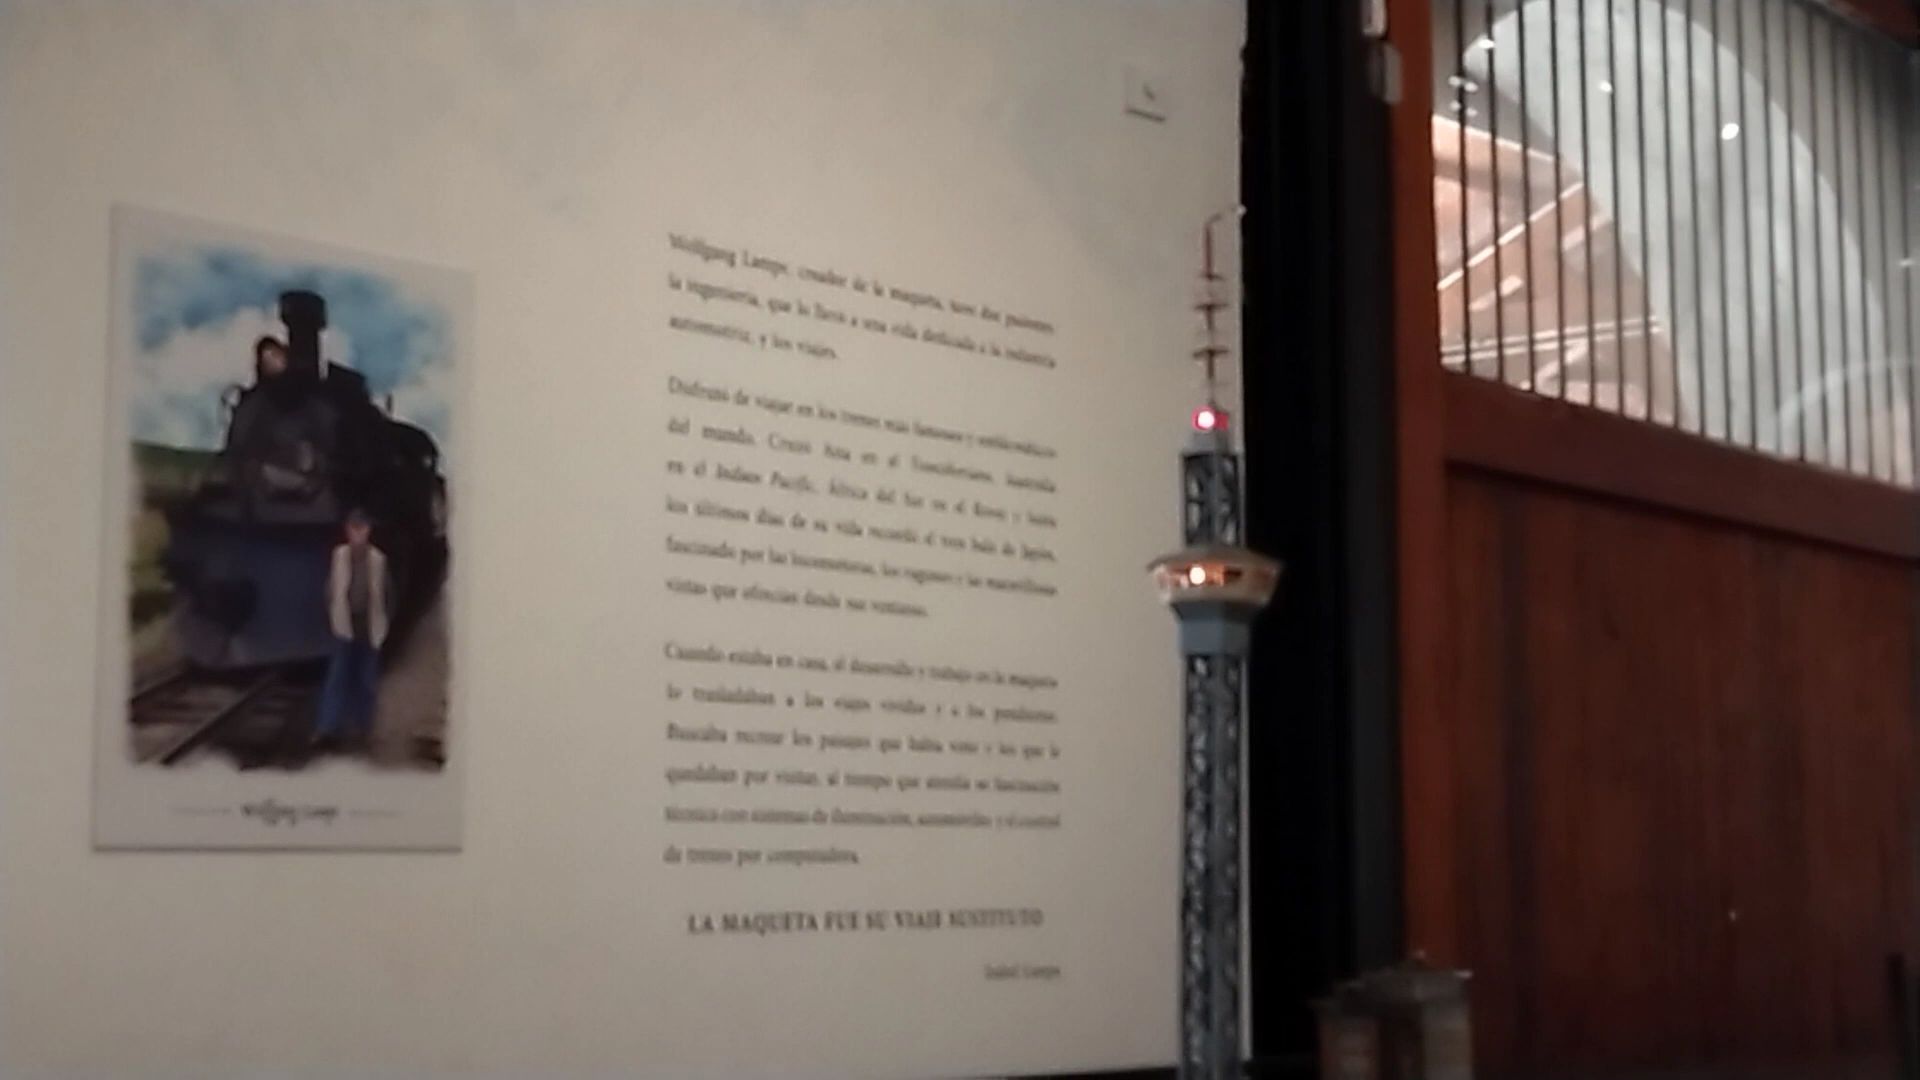 Wolfgang Lampe
Wolfgang Lampe, creador de la maqueta, tuvo dos pasiones:
la ingeniería, que lo llevó a una vida dedicada a la industria
automotriz, y los viajes.
Disfrutó de viajar en los trenes más famosos y emblemáticos
del mundo. Cruzó Asia en el Transiberiano, Australia
en el Indian Pacific, África del Sur en el y hasta
los últimos días de su vida recordó el tren bala de Japón,
fascinado por las locomotoras, los vagones y las maravillosas
vistas que ofrecían desde sus ventanas.
Cuando estaba en casa, el desarrollo y trabajo en la maqueta
lo trasladaban a los viajes vividos y a los pendientes.
Buscaba recrear los paisajes que había visto y los que le
quedaban por visitar, al tiempo que atendía su fascinación
técnica con sistemas de iluminación, automóviles y el control
de trenes por computadora.
LA MAQUETA FUE SU VIAJE SUSTITUTO
Isabel Lampe